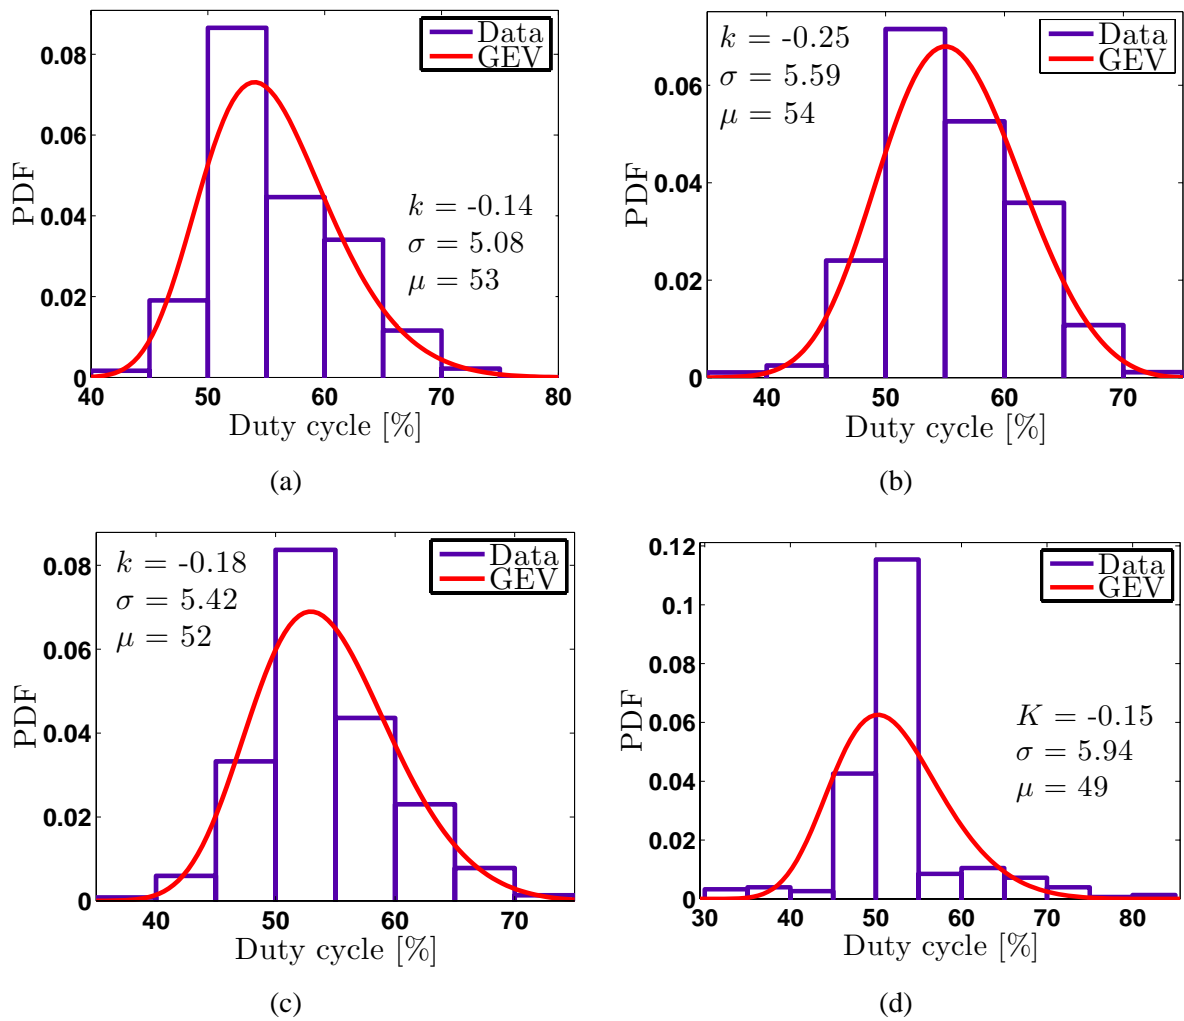 0.08
0.06
0.04
0.02
0
PDF
Data
GEV
k = -0.14
σ = 5.08
μ = 53
40 50 60 70 80
Duty cycle [%]
(a)
0.06
0.04
0.02
0
PDF
k = -0.25
σ = 5.59
μ = 54
Data
GEV
40 50 60 70
Duty cycle [%]
(b)
0.08
0.06
0.04
0.02
0
PDF
k = -0.18
σ = 5.42
μ = 52
Data
GEV
40 50 60 70
Duty cycle [%]
(c)
0.12
0.1
0.08
0.06
0.04
0.02
0
PDF
Data
GEV
K = -0.15
σ = 5.94
μ = 49
30 40 50 60 70 80
Duty cycle [%]
(d)